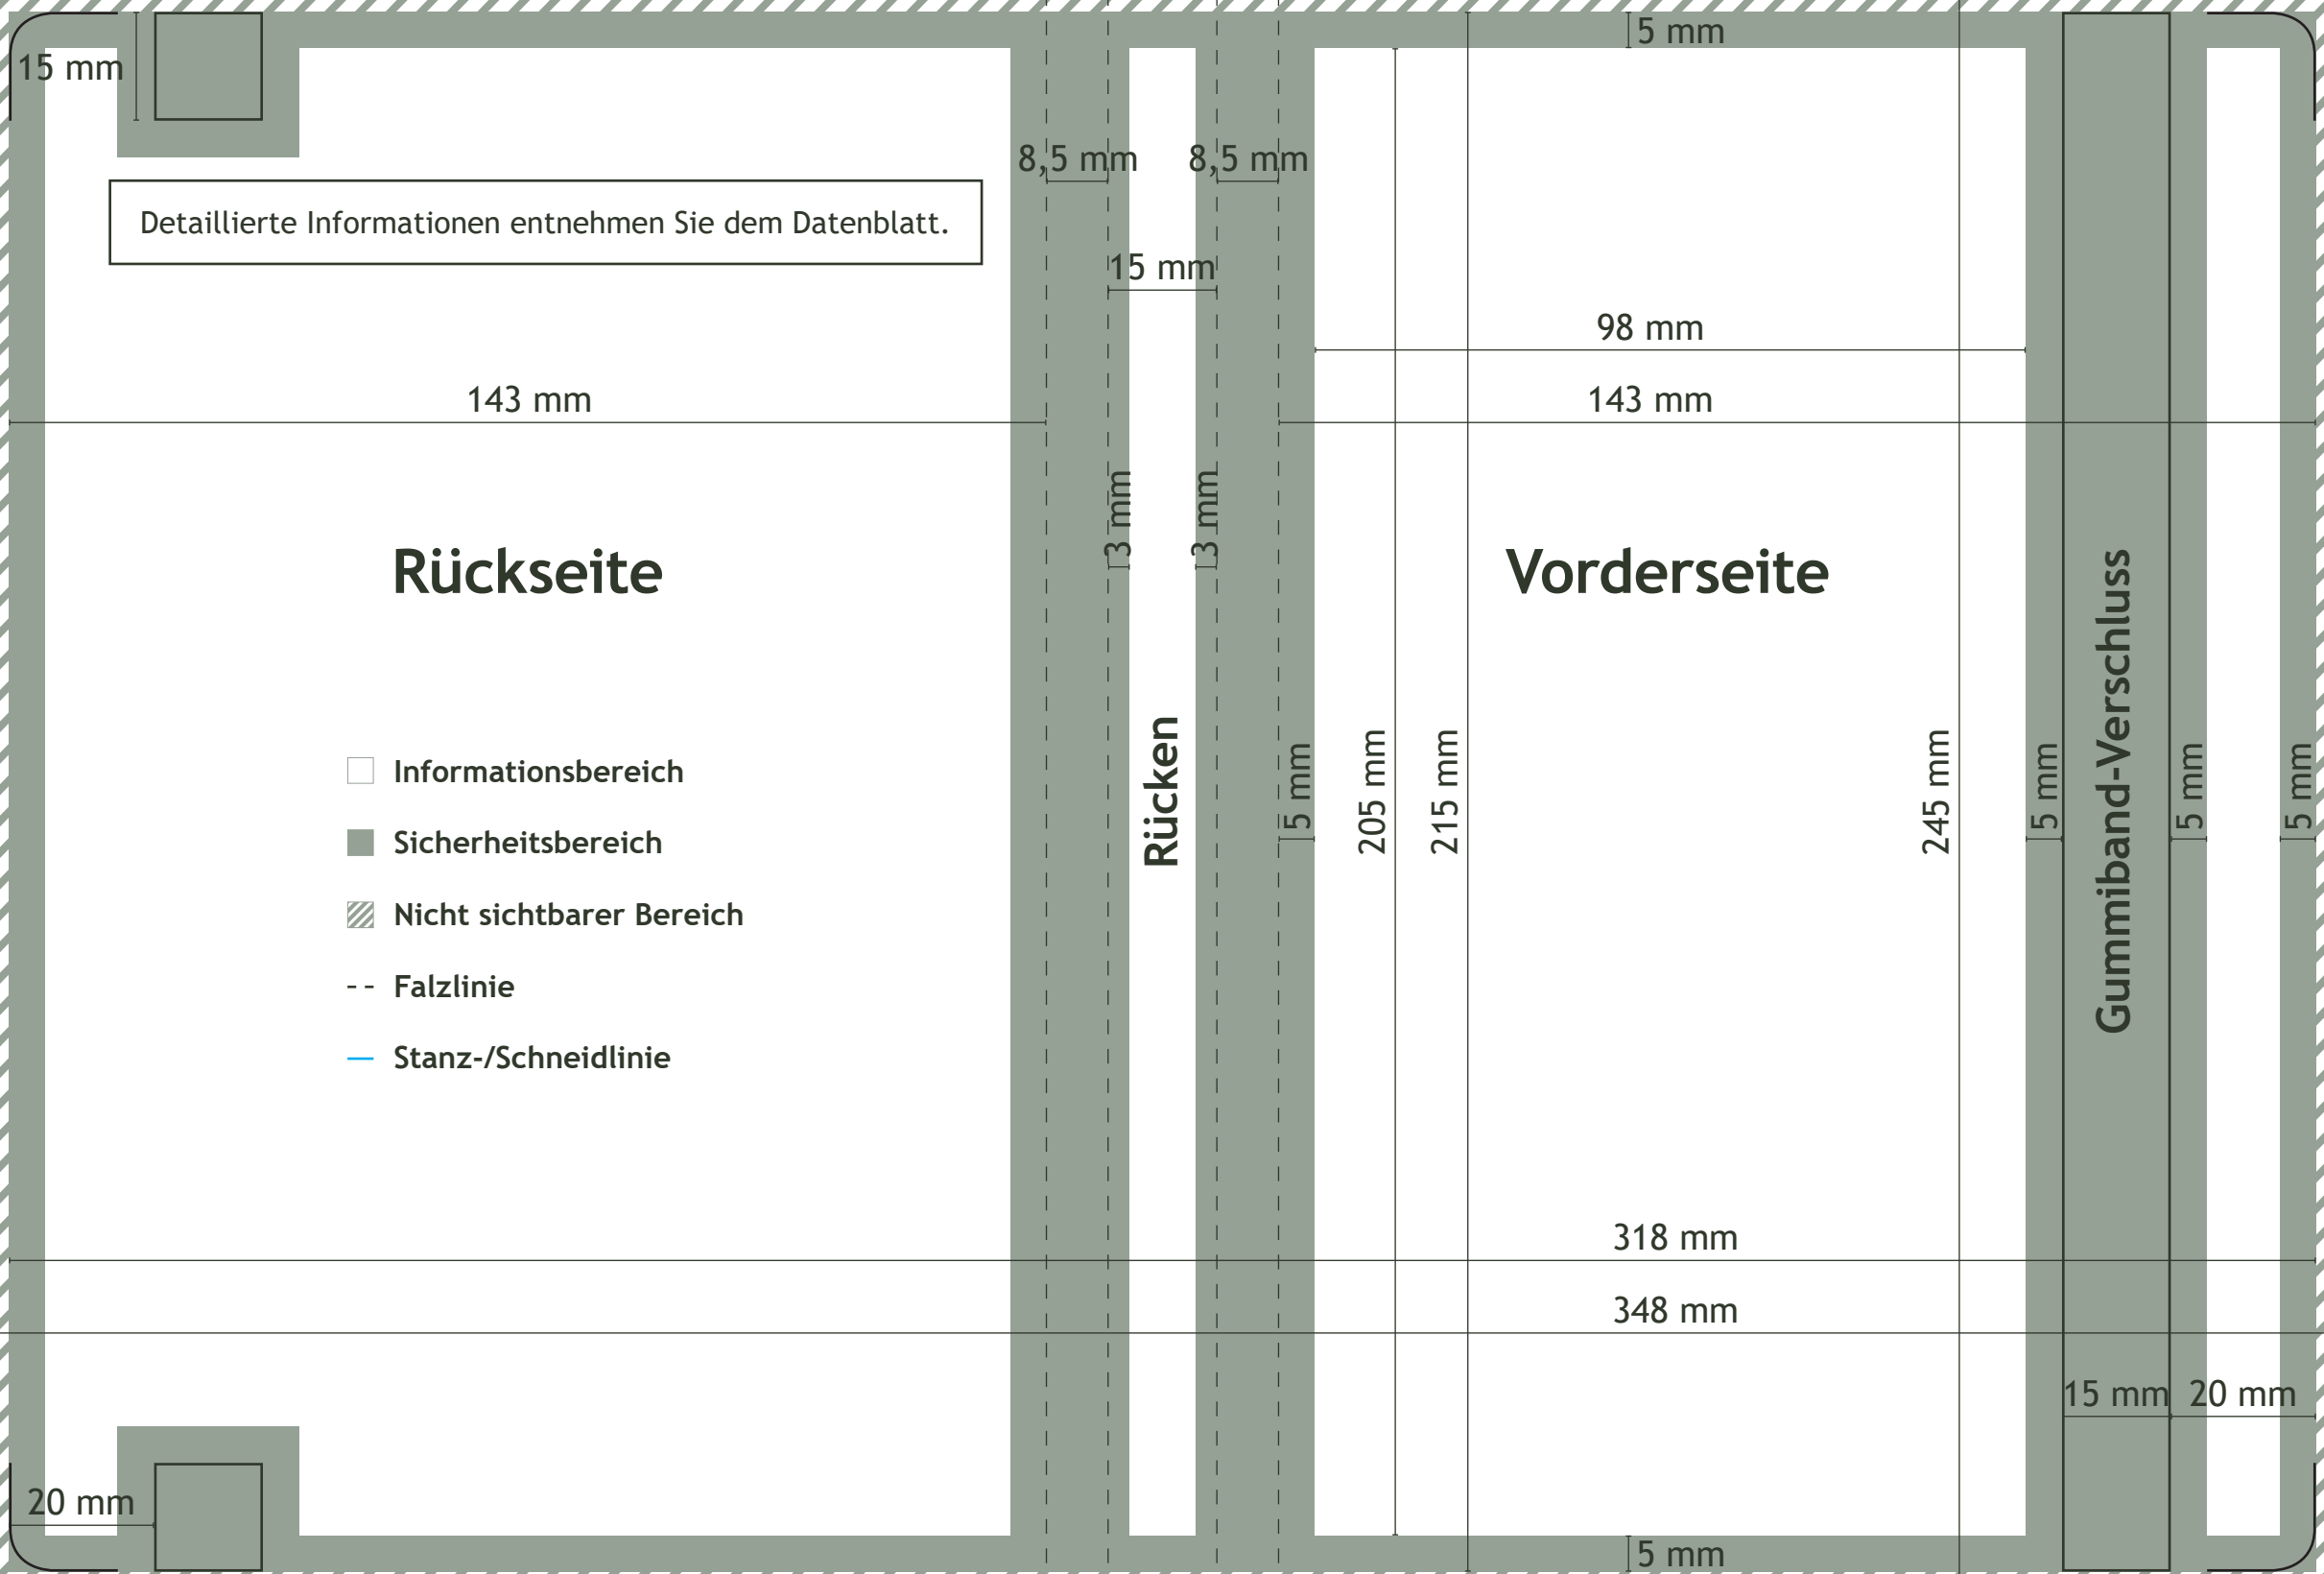 5 mm
15 mm
8,5 mm
8,5 mm
Detaillierte Informationen entnehmen Sie dem Datenblatt.
15 mm
98 mm
143 mm
143 mm
3 mm
3 mm
Rückseite
Vorderseite
Gummiband-Verschluss
Rücken
5 mm
205 mm
215 mm
245 mm
5 mm
5 mm
5 mm
Informationsbereich
Sicherheitsbereich
Nicht sichtbarer Bereich
Falzlinie
Stanz-/Schneidlinie
318 mm
348 mm
15 mm
20 mm
20 mm
5 mm